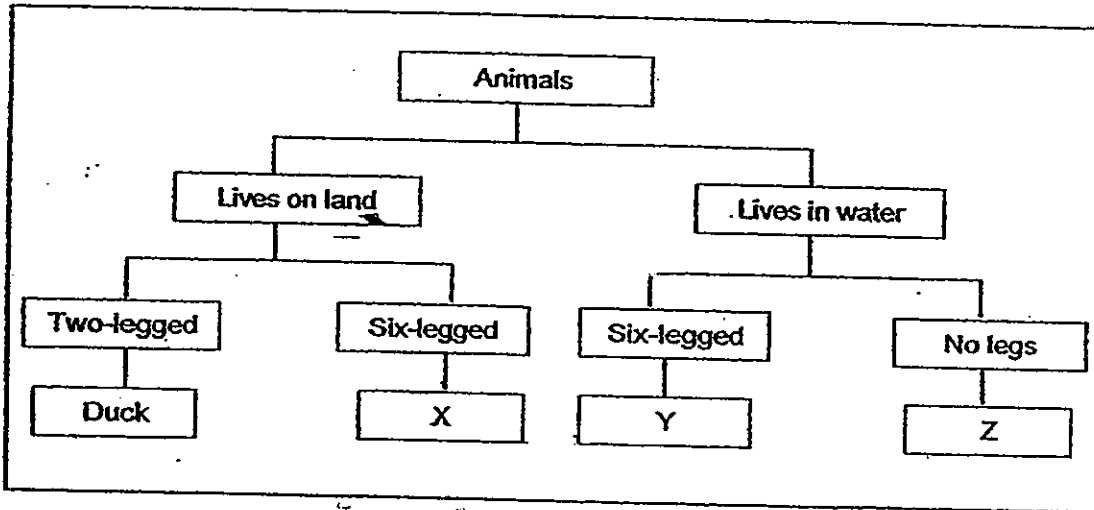 Animals
Lives on land
Lives in water
Two-legged
Six-legged
Six-legged
No legs
Duck
X
Y
Z